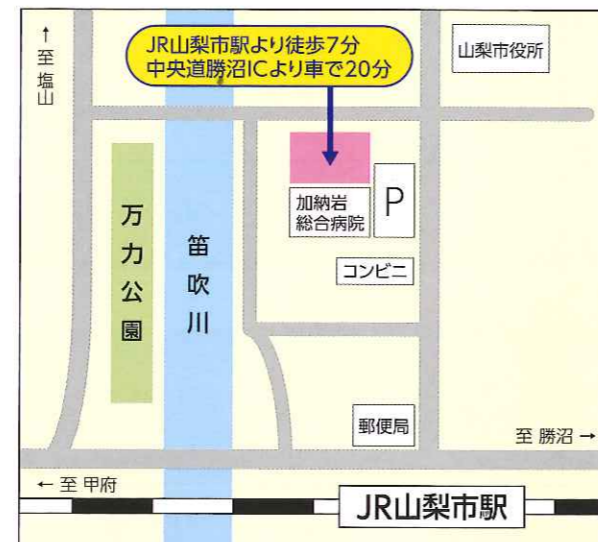 ↑至塩山
JR山梨市駅より徒歩7分
中央道勝沼ICより車で20分
山梨市役所
万力公園
笛吹川
加納岩
総合病院
P
コンビニ
郵便局
至 勝沼 →
← 至 甲府
JR山梨市駅